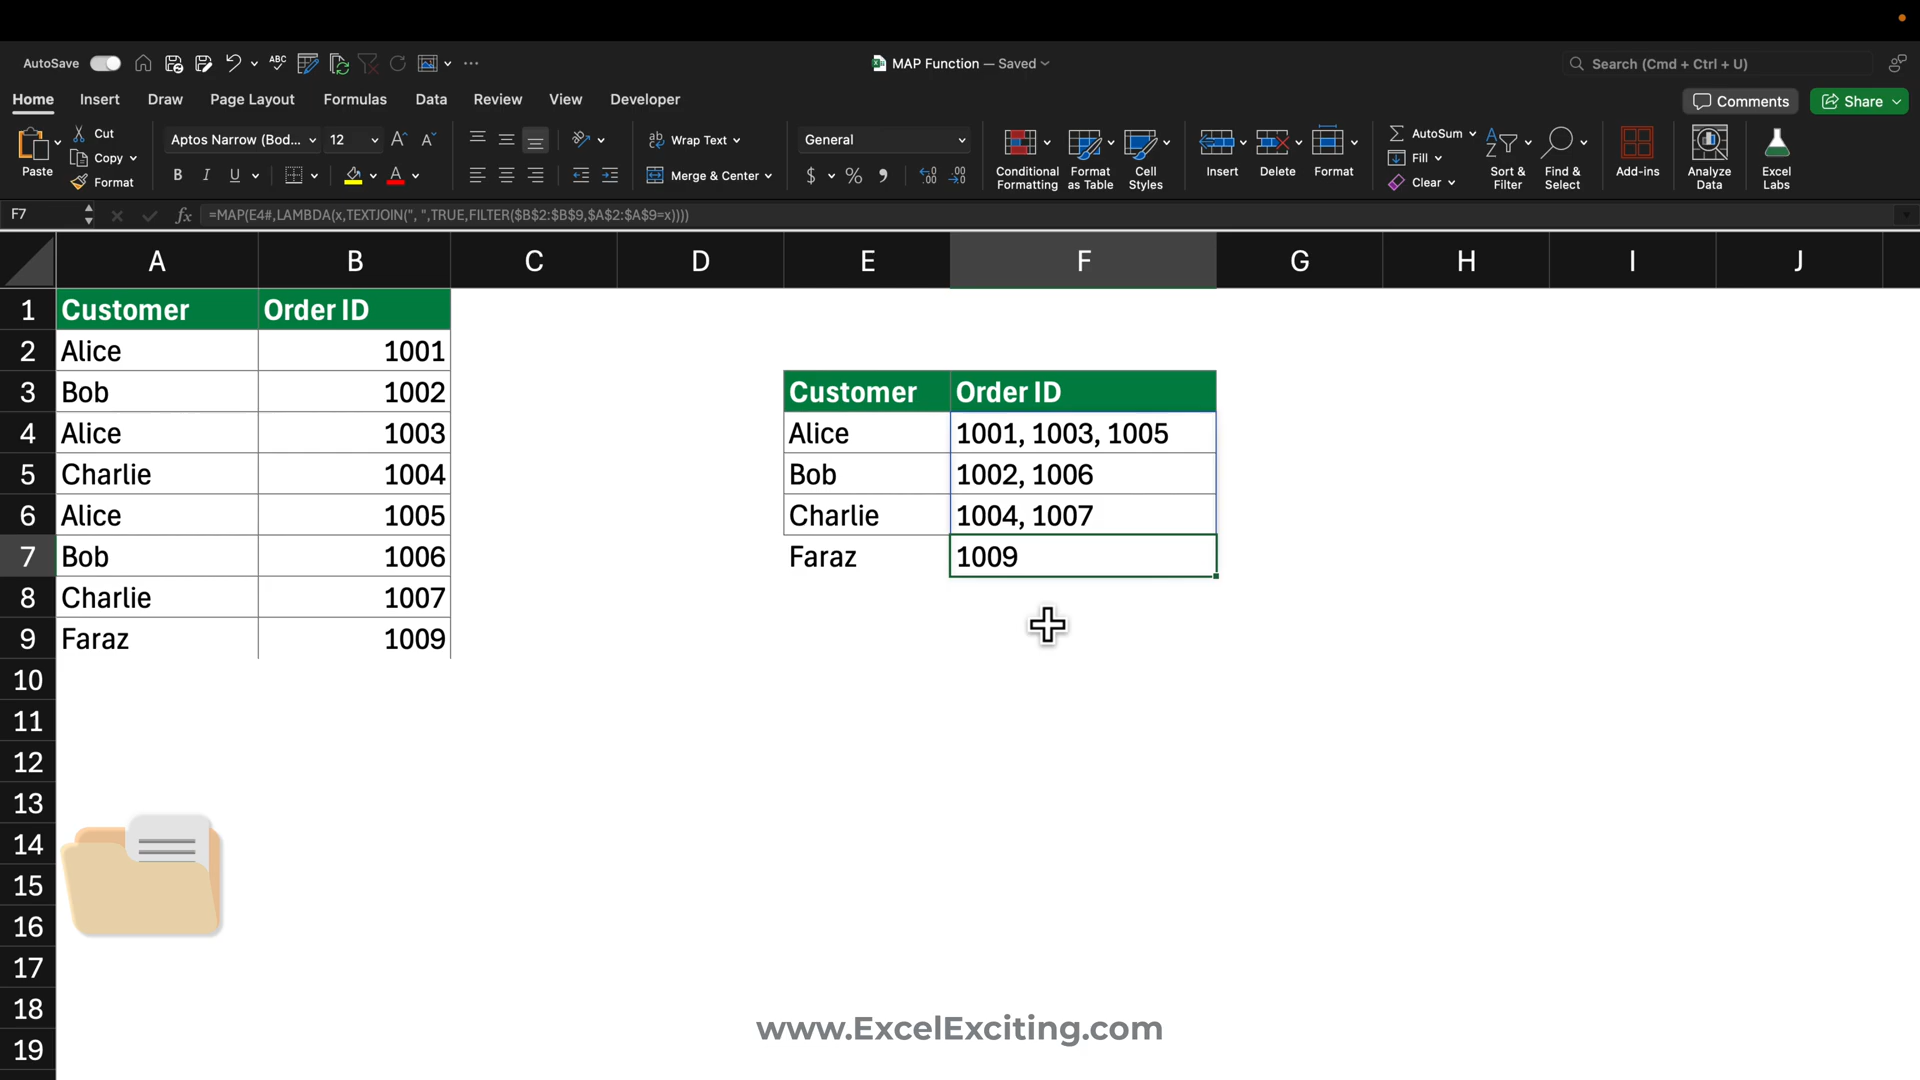 AutoSave
ABC
MAP Function — Saved
Search (Cmd + Ctrl + U)
Home Insert Draw Page Layout Formulas Data Review View Developer
Comments Share
Paste
Cut
Copy
Format
Aptos Narrow (Bod... 12
B I U
ab Wrap Text
Merge & Center
General
$ %
Conditional Formatting
Format as Table
Cell Styles
Insert
Delete
Format
AutoSum
Fill
Clear
Sort & Filter
Find & Select
Add-ins
Analyze Data
Excel Labs
F7 fx =MAP(E4#,LAMBDA(x,TEXTJOIN(", ",TRUE,FILTER($B$2:$B$9,$A$2:$A$9=x))))
A B C D E F G H I J
1 Customer Order ID
2 Alice 1001
3 Bob 1002 Customer Order ID
4 Alice 1003 Alice 1001, 1003, 1005
5 Charlie 1004 Bob 1002, 1006
6 Alice 1005 Charlie 1004, 1007
7 Bob 1006 Faraz 1009
8 Charlie 1007
9 Faraz 1009
10
11
12
13
14
15
16
17
18
19
www.ExcelExciting.com